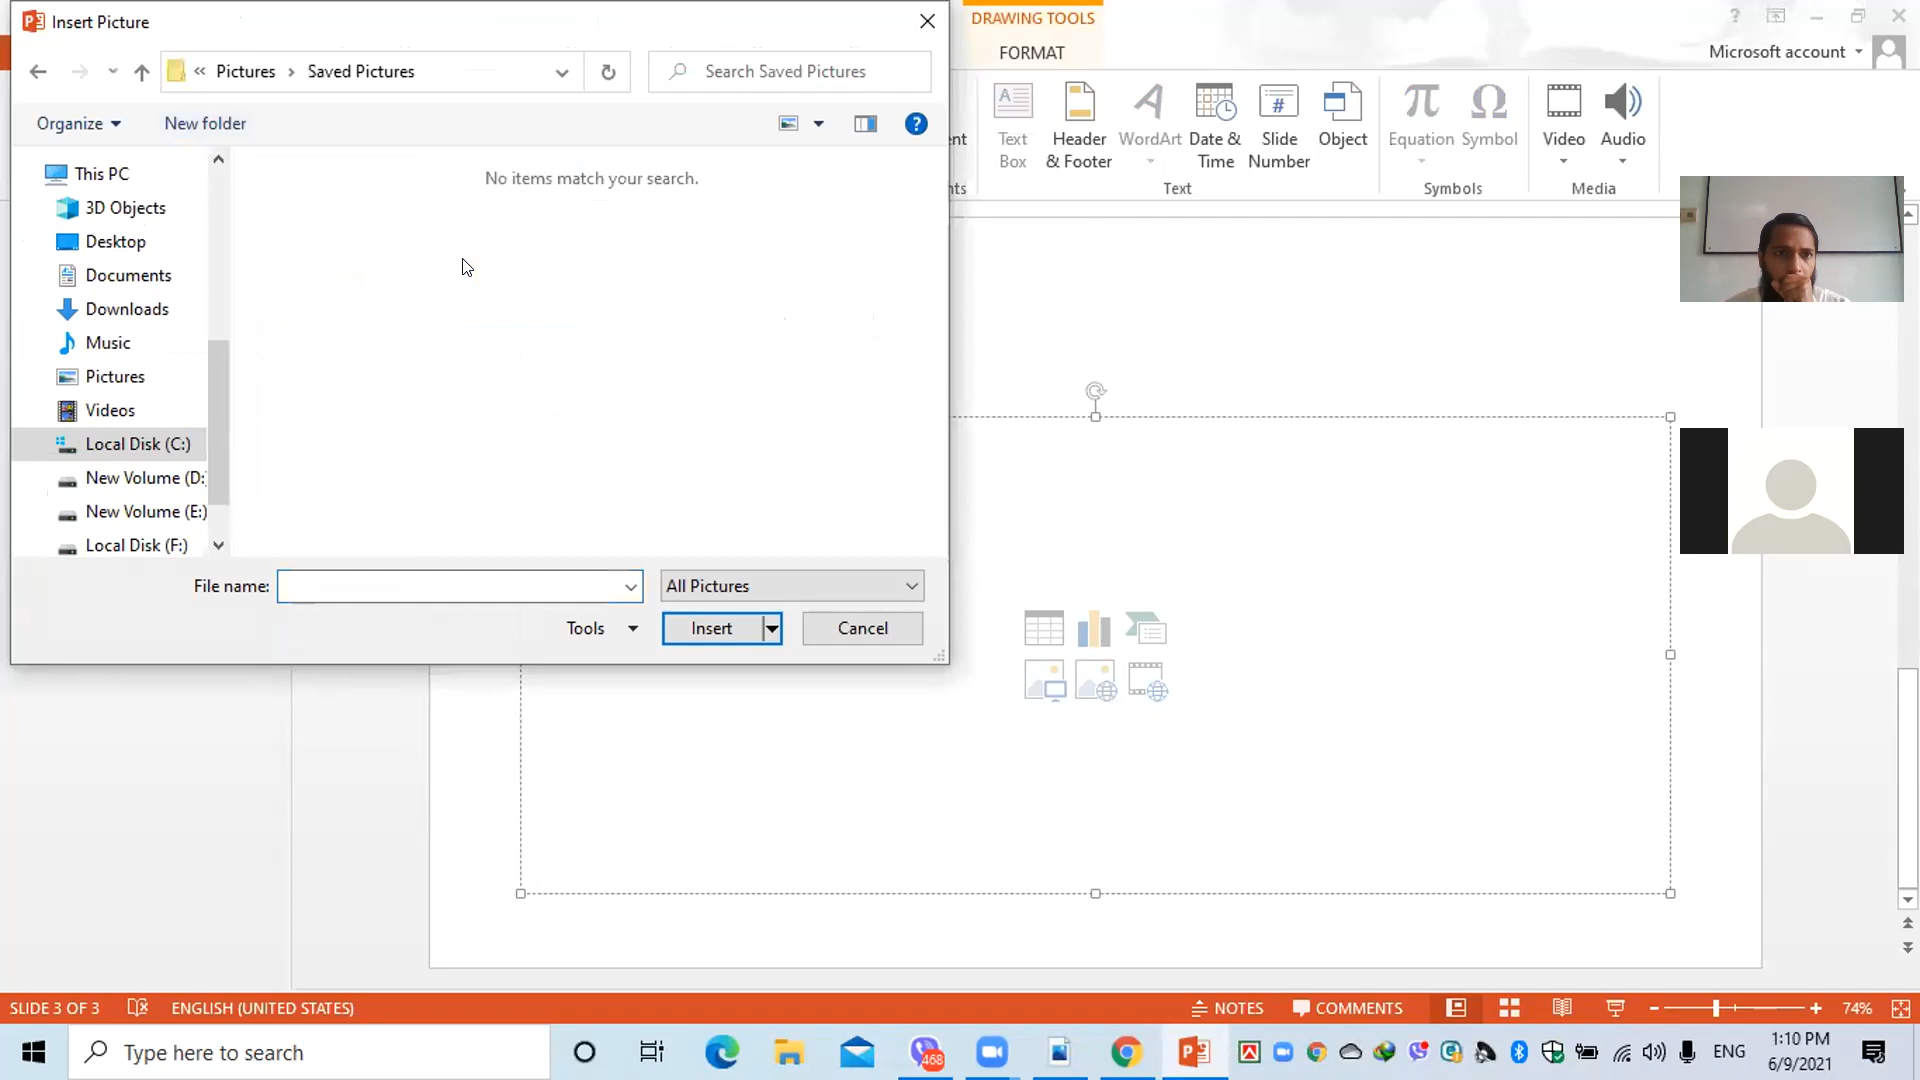 Insert Picture
DRAWING TOOLS
FORMAT
Microsoft account
« Pictures > Saved Pictures
Search Saved Pictures
Organize
New folder
Text Box
Header & Footer
WordArt
Date & Time
Slide Number
Object
Equation
Symbol
Video
Audio
Text
Symbols
Media
This PC
3D Objects
Desktop
Documents
Downloads
Music
Pictures
Videos
Local Disk (C:)
New Volume (D:
New Volume (E:)
Local Disk (F:)
No items match your search.
File name:
All Pictures
Tools
Insert
Cancel
SLIDE 3 OF 3
ENGLISH (UNITED STATES)
NOTES
COMMENTS
74%
Type here to search
468
ENG
1:10 PM
6/9/2021